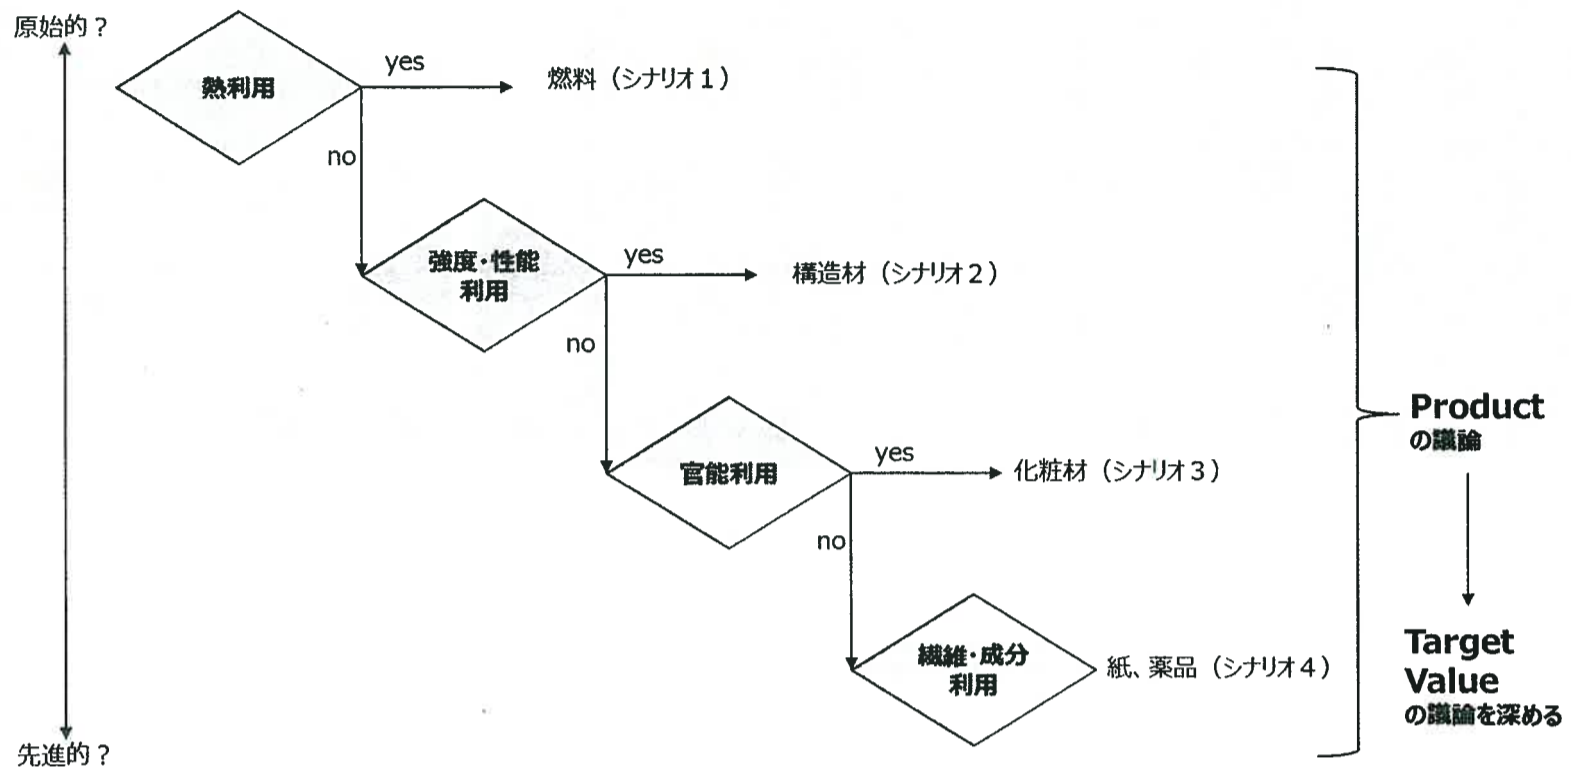 原始的？
熱利用
yes
燃料（シナリオ１）
no
強度・性能
利用
yes
構造材（シナリオ２）
no
官能利用
yes
化粧材（シナリオ３）
no
繊維・成分
利用
紙、薬品（シナリオ４）
先進的？
Product
の議論
Target
Value
の議論を深める